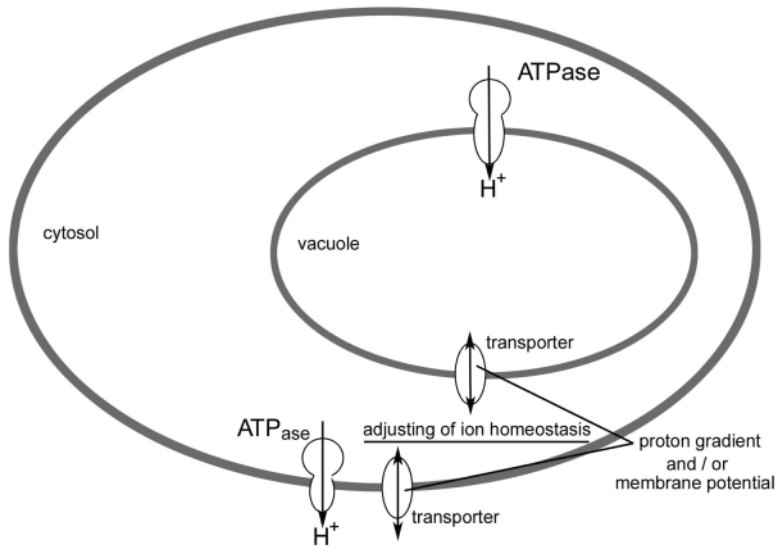 ATPase
H+
cytosol
vacuole
transporter
ATPase
adjusting of ion homeostasis
proton gradient
and / or
membrane potential
transporter
H+